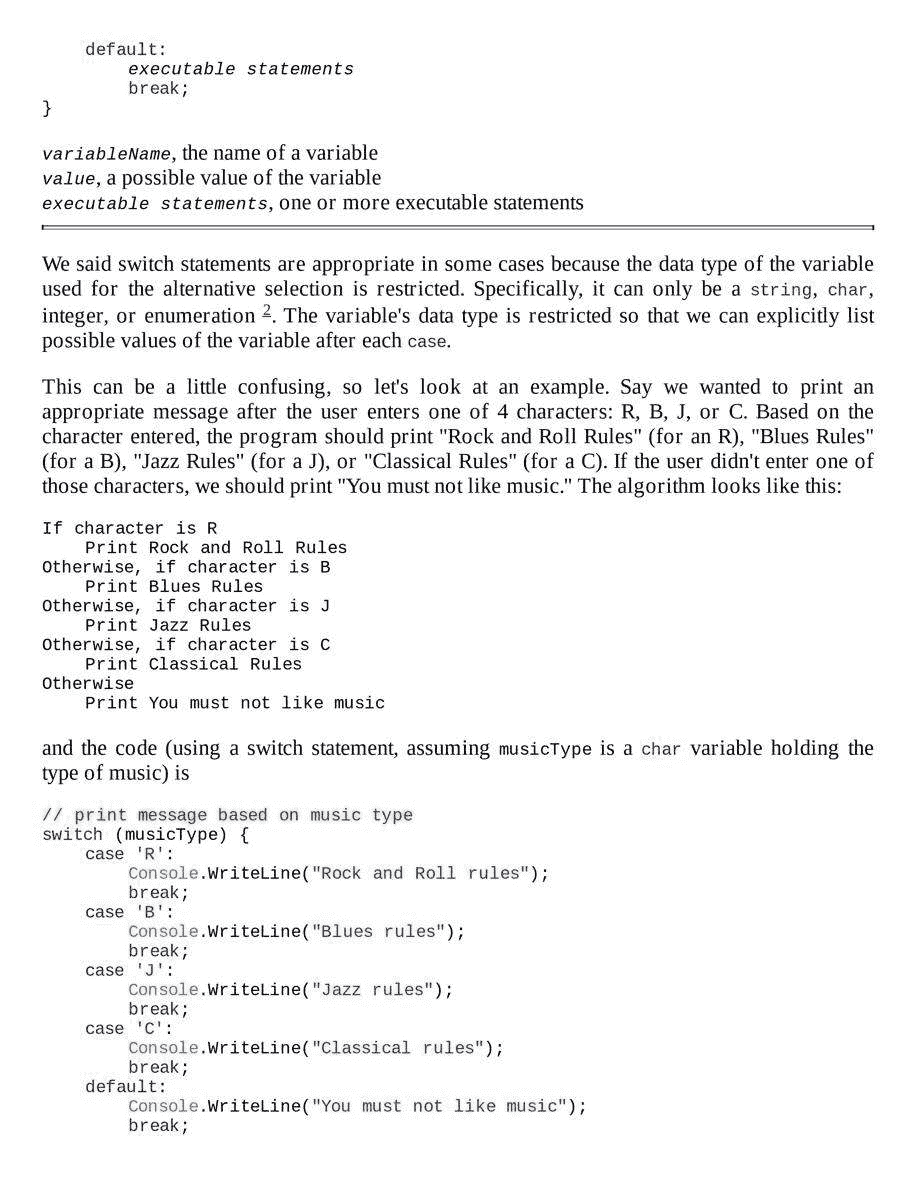 default:
executable statements
break;
}
variableName, the name of a variable
value, a possible value of the variable
executable statements, one or more executable statements
We said switch statements are appropriate in some cases because the data type of the variable
used for the alternative selection is restricted. Specifically, it can only be a string, char,
integer, or enumeration 2. The variable's data type is restricted so that we can explicitly list
possible values of the variable after each case.
This can be a little confusing, so let's look at an example. Say we wanted to print an
appropriate message after the user enters one of 4 characters: R, B, J, or C. Based on the
character entered, the program should print "Rock and Roll Rules" (for an R), "Blues Rules"
(for a B), "Jazz Rules" (for a J), or "Classical Rules" (for a C). If the user didn't enter one of
those characters, we should print "You must not like music." The algorithm looks like this:
If character is R
Print Rock and Roll Rules
Otherwise, if character is B
Print Blues Rules
Otherwise, if character is J
Print Jazz Rules
Otherwise, if character is C
Print Classical Rules
Otherwise
Print You must not like music
and the code (using a switch statement, assuming musicType is a char variable holding the
type of music) is
// print message based on music type
switch (musicType) {
case 'R':
Console.WriteLine("Rock and Roll rules");
break;
case 'B':
Console.WriteLine("Blues rules");
break;
case 'J':
Console.WriteLine("Jazz rules");
break;
case 'C':
Console.WriteLine("Classical rules");
break;
default:
Console.WriteLine("You must not like music");
break;